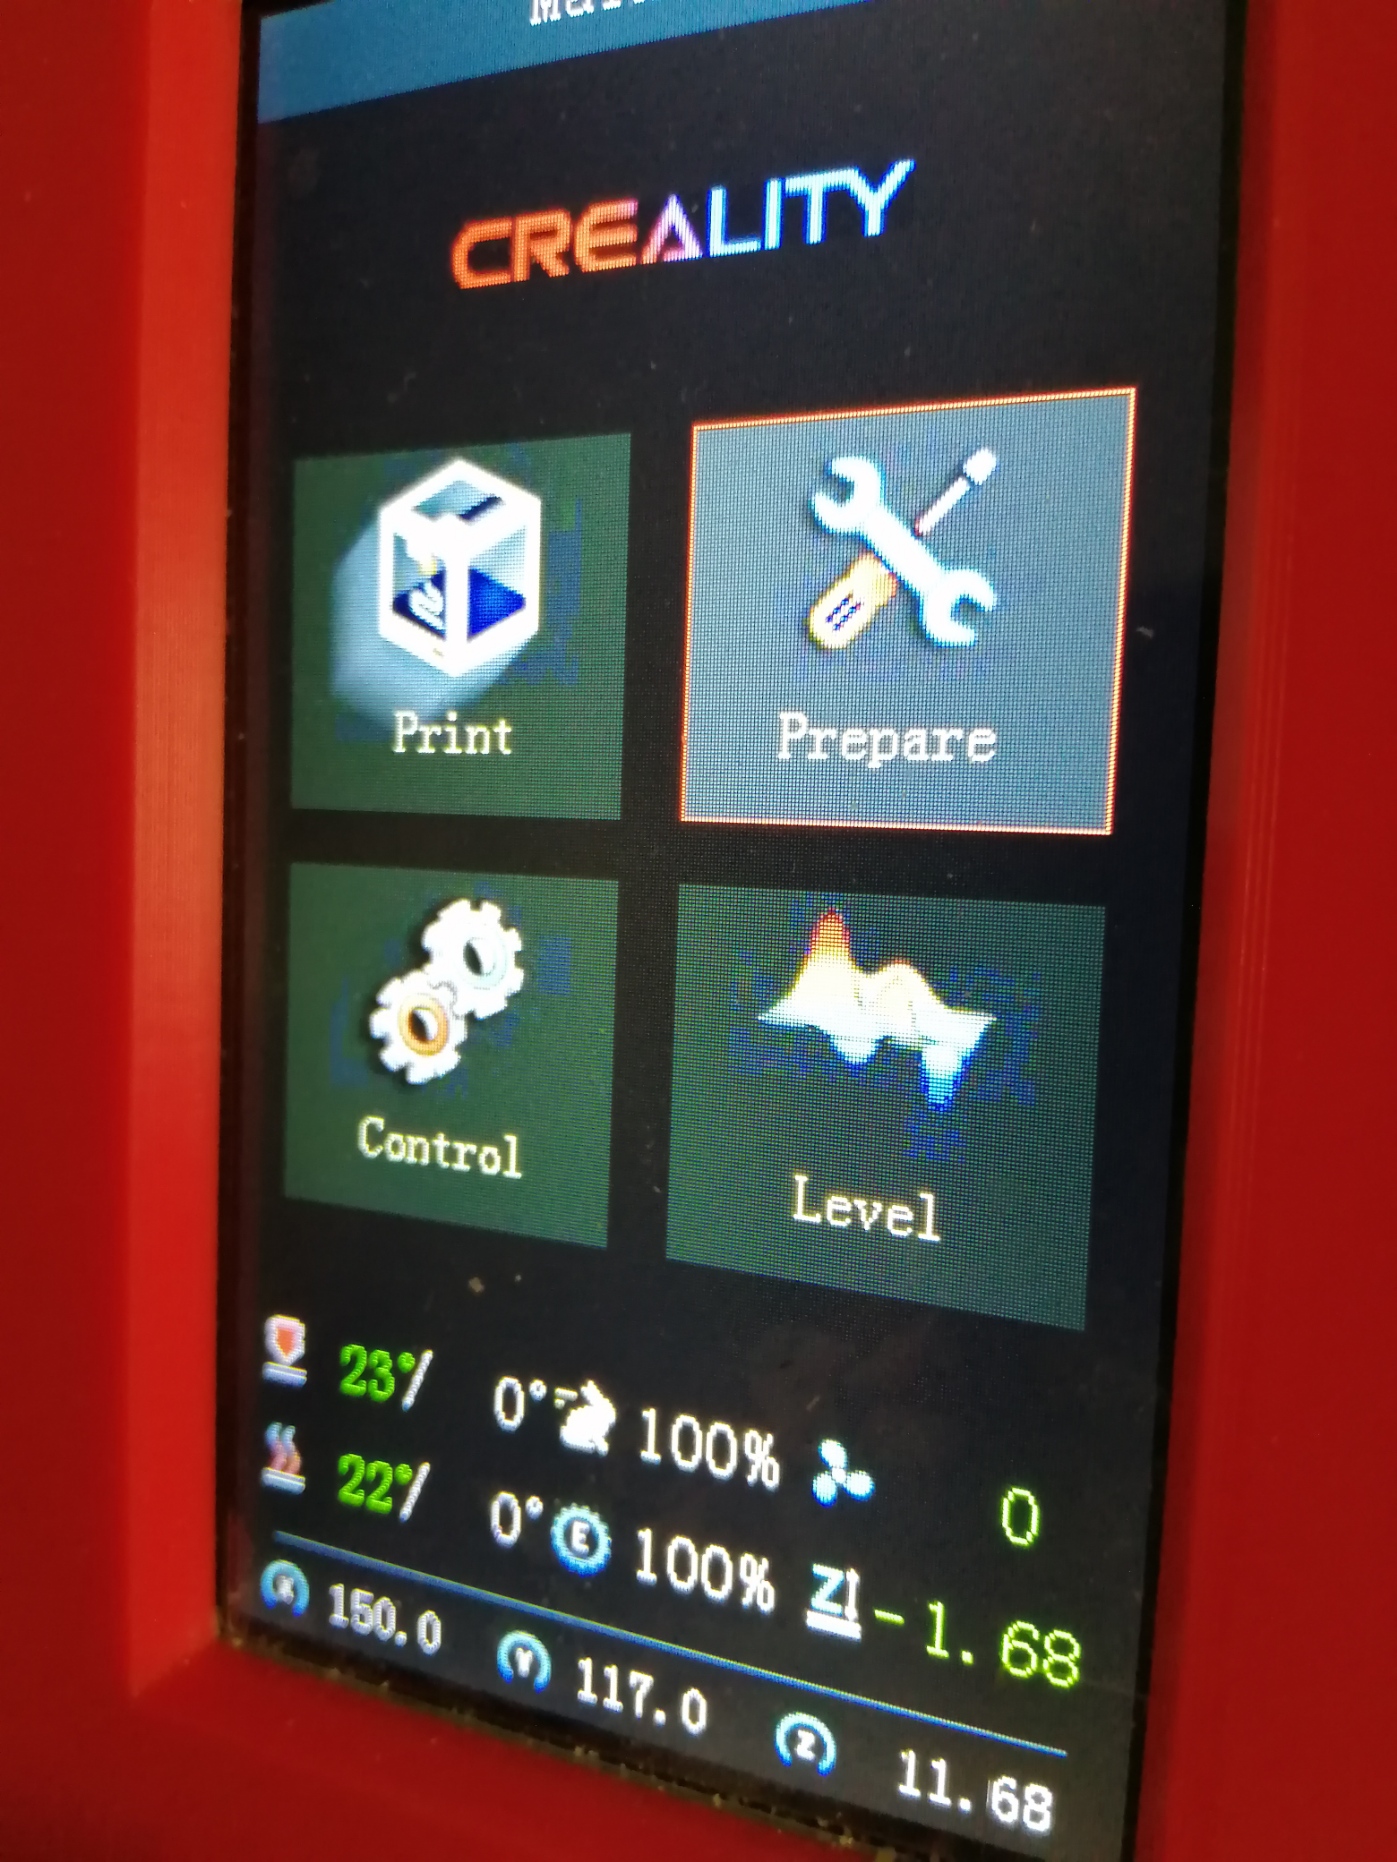 CREALITY
Print
Prepare
Control
Level
23°/ 0° 100% 0
22°/ 0° E 100% Z -1.68
X 150.0 Y 117.0 Z 11.68